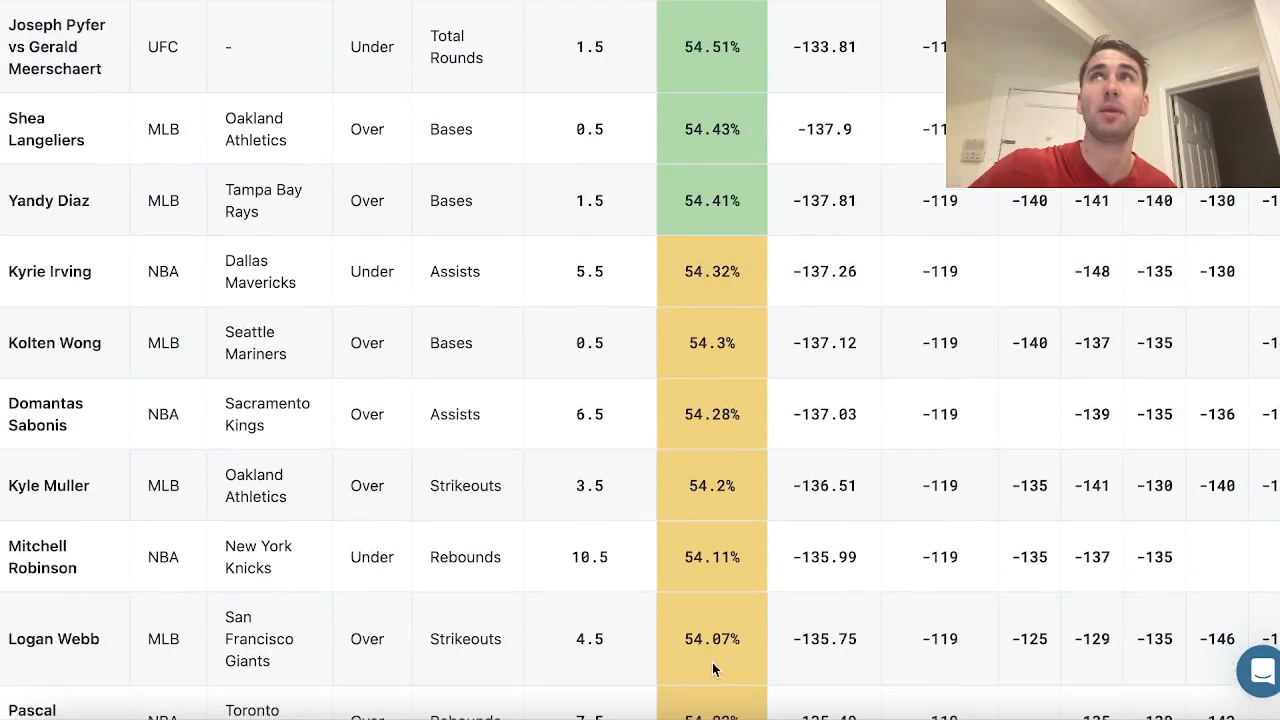 Joseph Pyfer
vs Gerald
Meerschaert
UFC
-
Under
Total
Rounds
1.5
54.51%
-133.81
Shea
Langeliers
MLB
Oakland
Athletics
Over
Bases
0.5
54.43%
-137.9
Yandy Diaz
MLB
Tampa Bay
Rays
Over
Bases
1.5
54.41%
-137.81
-119
-140
-141
-140
-130
Kyrie Irving
NBA
Dallas
Mavericks
Under
Assists
5.5
54.32%
-137.26
-119
-148
-135
-130
Kolten Wong
MLB
Seattle
Mariners
Over
Bases
0.5
54.3%
-137.12
-119
-140
-137
-135
Domantas
Sabonis
NBA
Sacramento
Kings
Over
Assists
6.5
54.28%
-137.03
-119
-139
-135
-136
Kyle Muller
MLB
Oakland
Athletics
Over
Strikeouts
3.5
54.2%
-136.51
-119
-135
-141
-130
-140
Mitchell
Robinson
NBA
New York
Knicks
Under
Rebounds
10.5
54.11%
-135.99
-119
-135
-137
-135
Logan Webb
MLB
San
Francisco
Giants
Over
Strikeouts
4.5
54.07%
-135.75
-119
-125
-129
-135
-146
Pascal
Toronto